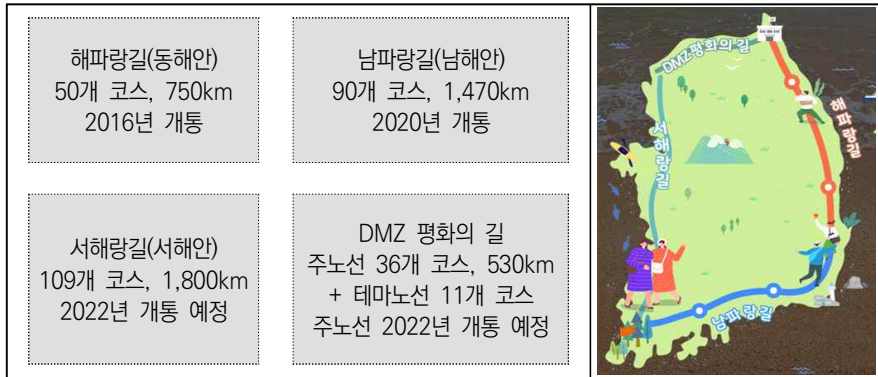 해파랑길(동해안)
50개 코스, 750km
2016년 개통
남파랑길(남해안)
90개 코스, 1,470km
2020년 개통
서해랑길(서해안)
109개 코스, 1,800km
2022년 개통 예정
DMZ 평화의 길
주노선 36개 코스, 530km
+ 테마노선 11개 코스
주노선 2022년 개통 예정
DMZ평화의길
해파랑길
서해랑길
남파랑길